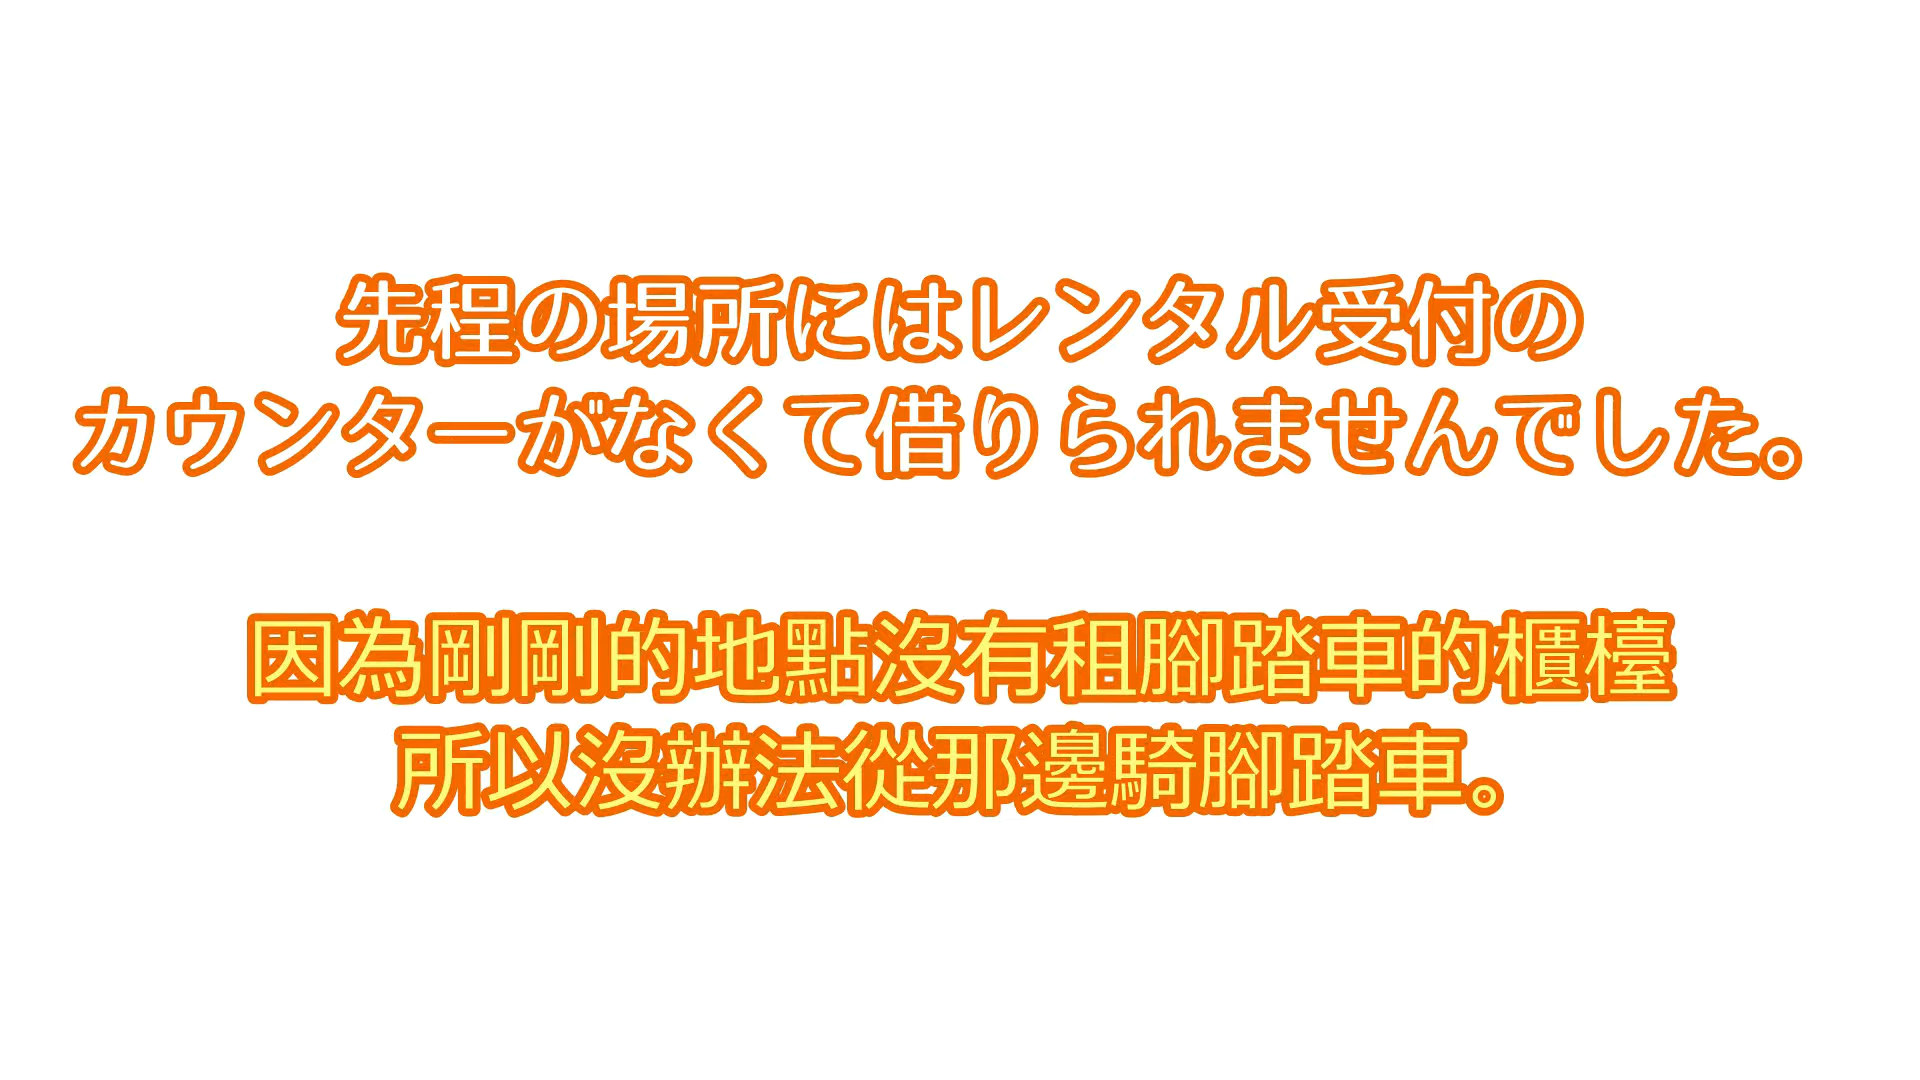 先程の場所にはレンタル受付の
カウンターがなくて借りられませんでした。
因為剛剛的地點沒有租腳踏車的櫃檯
所以沒辦法從那邊騎腳踏車。